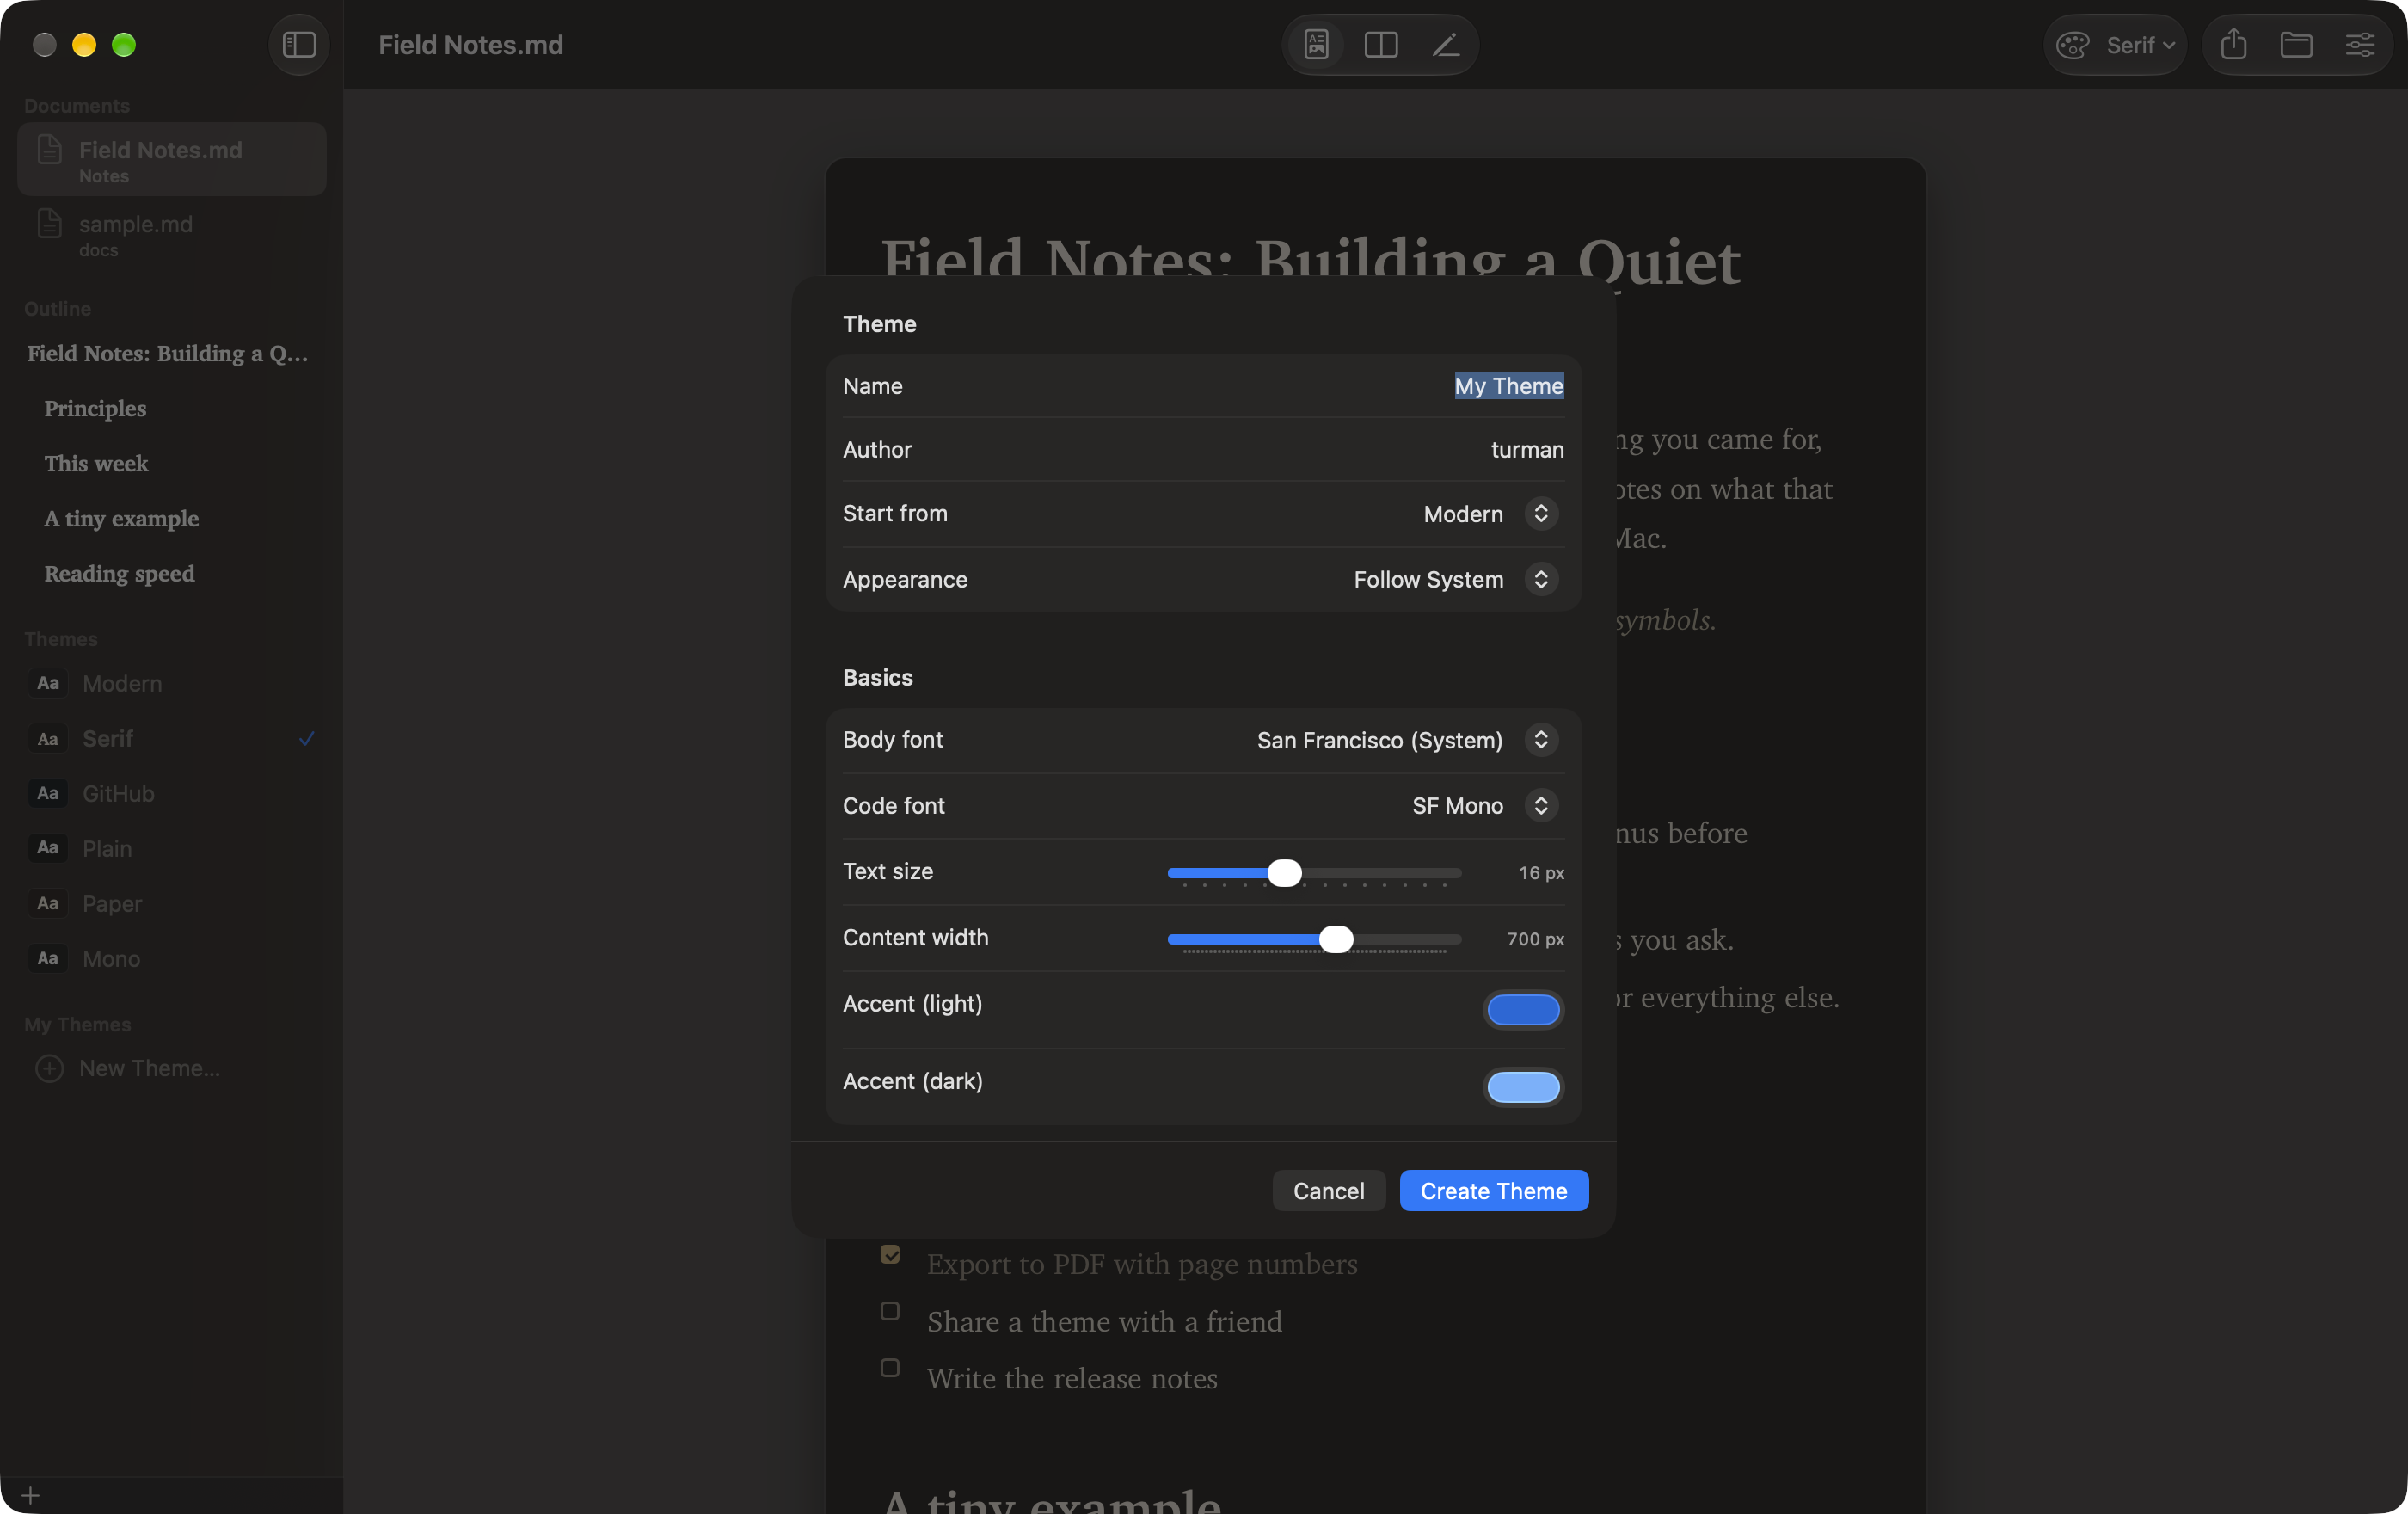 Field Notes.md
Serif
Documents
Field Notes.md
Notes
sample.md
docs
Outline
Field Notes: Building a Q...
Principles
This week
A tiny example
Reading speed
Themes
Aa Modern
Aa Serif
Aa GitHub
Aa Plain
Aa Paper
Aa Mono
My Themes
New Theme...
Field Notes: Building a Quiet
you came for,
on what that
Mac.
symbols.
before
you ask.
everything else.
Theme
Name My Theme
Author turman
Start from Modern
Appearance Follow System
Basics
Body font San Francisco (System)
Code font SF Mono
Text size 16 px
Content width 700 px
Accent (light)
Accent (dark)
Cancel Create Theme
Export to PDF with page numbers
Share a theme with a friend
Write the release notes
A tiny example